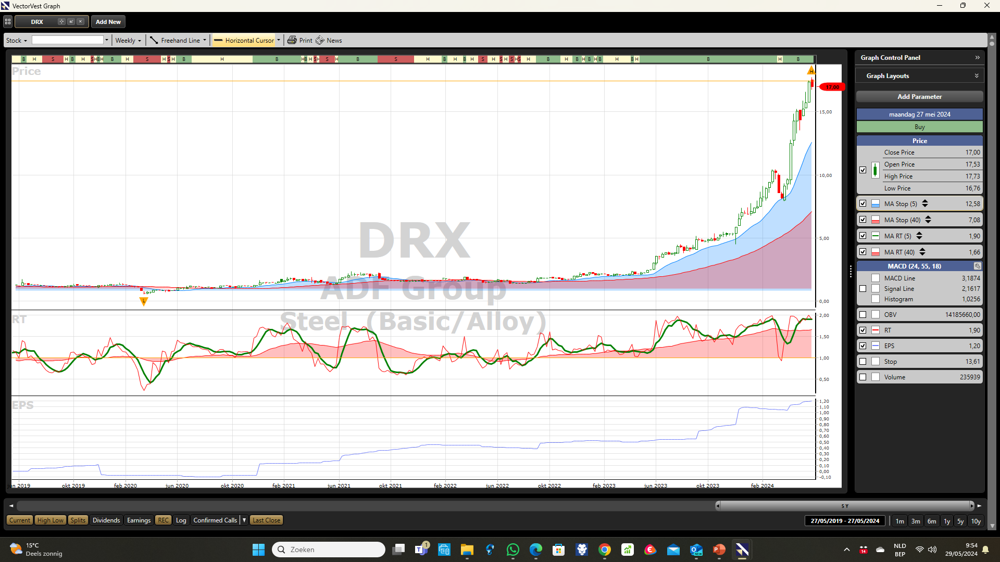 VectorVest Graph
DRX
Add New
Stock
Weekly
Freehand Line
Horizontal Cursor
Print
News
B H S H B H S H B H B H S H S H B H B H B H S H S H B S H B H B H S H S H S H S H B H B H B H B H B H B H B
Price
H
17,00
15,00
10,00
5,00
0,00
DRX
ADF Group
Steel (Basic/Alloy)
L
RT
2,00
1,50
1,00
0,50
EPS
1,20
1,10
1,00
0,90
0,80
0,70
0,60
0,50
0,40
0,30
0,20
0,10
0,00
-0,10
jun 2019 okt 2019 feb 2020 jun 2020 okt 2020 feb 2021 jun 2021 okt 2021 feb 2022 jun 2022 okt 2022 feb 2023 jun 2023 okt 2023 feb 2024
Graph Control Panel
Graph Layouts
Add Parameter
maandag 27 mei 2024
Buy
Price
Close Price 17,00
Open Price 17,53
High Price 17,73
Low Price 16,76
MA Stop (5) 12,58
MA Stop (40) 7,08
MA RT (5) 1,90
MA RT (40) 1,66
MACD (24, 55, 18)
MACD Line 3,1874
Signal Line 2,1617
Histogram 1,0256
OBV 14185660,00
RT 1,90
EPS 1,20
Stop 13,61
Volume 235939
5 Y
Current High Low Splits Dividends Earnings REC Log Confirmed Calls Last Close
27/05/2019 - 27/05/2024
1m 3m 6m 1y 5y 10y
15°C
Deels zonnig
Zoeken
1
NEW
14
NLD
BEP
9:54
29/05/2024